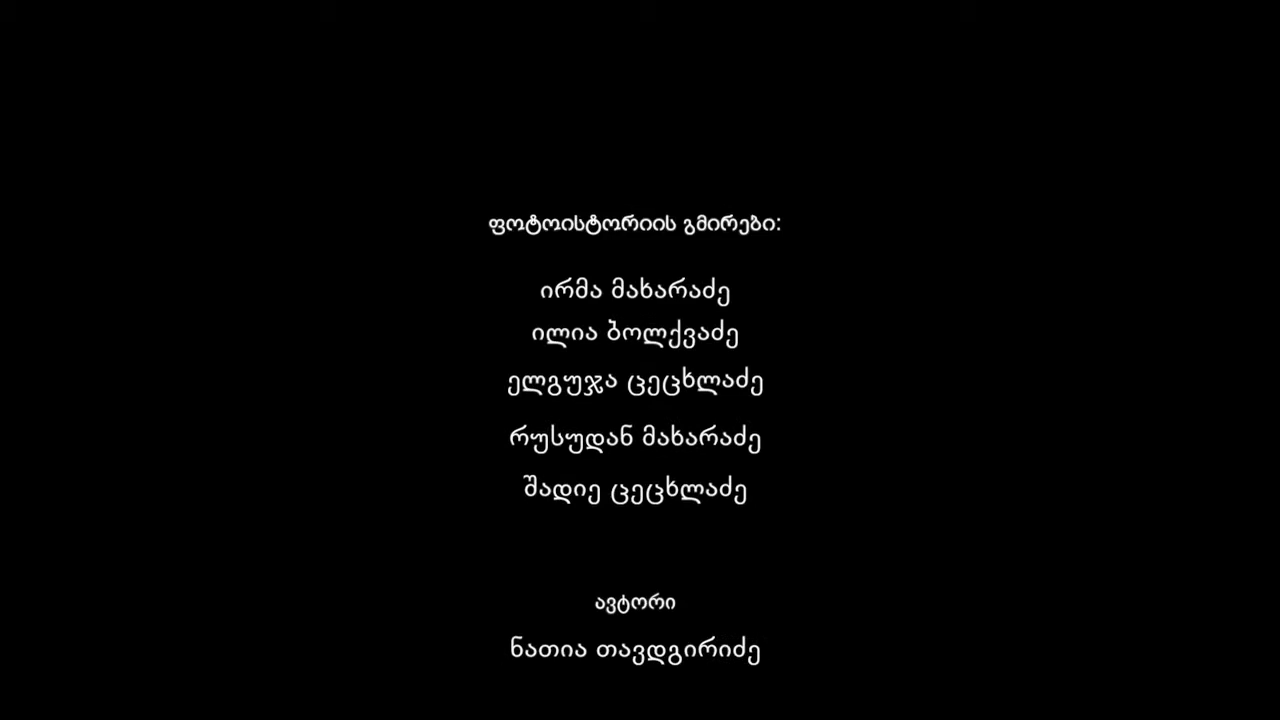 ფოტოისტორიის გმირები:
ირმა მახარაძე
ილია ბოლქვაძე
ელგუჯა ცეცხლაძე
რუსუდან მახარაძე
შადიე ცეცხლაძე
ავტორი
ნათია თავდგირიძე